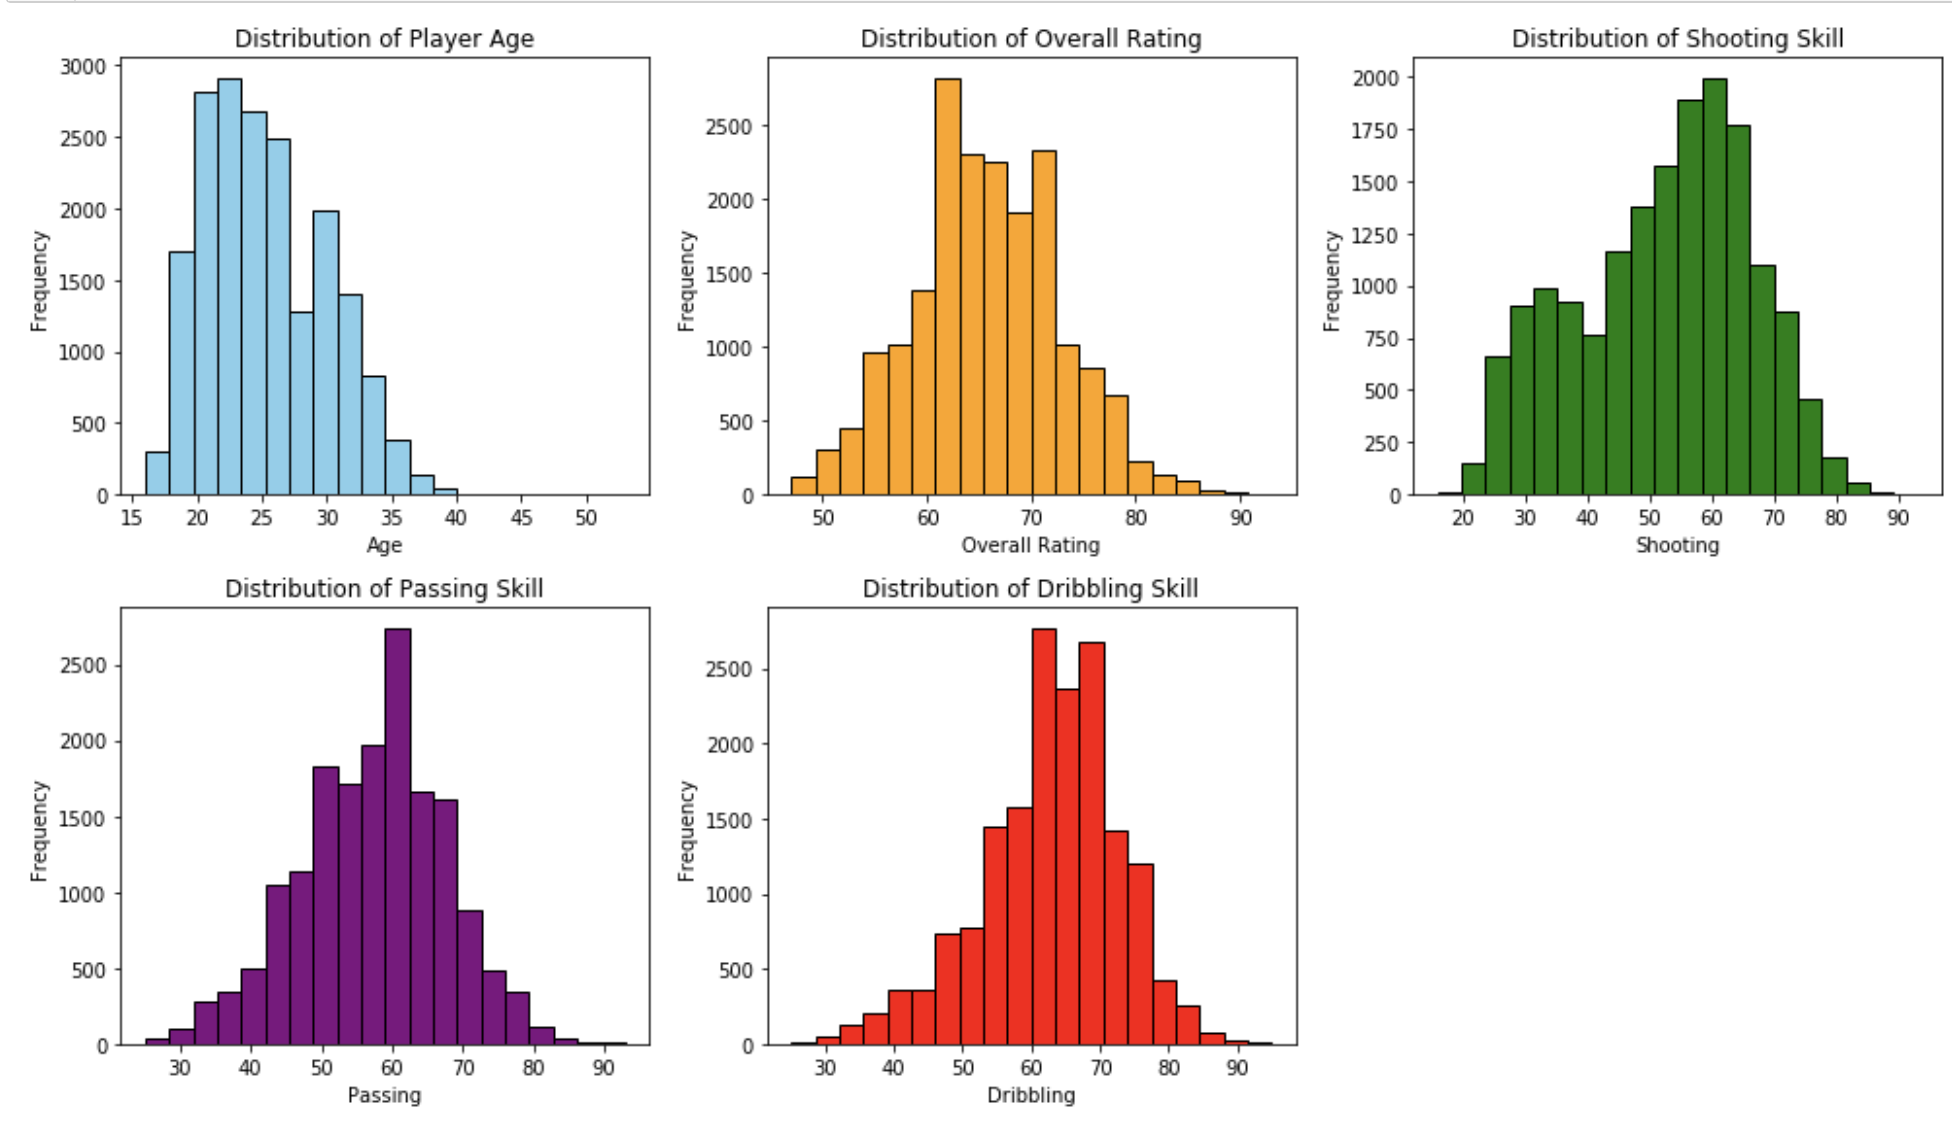 Distribution of Player Age
3000
2500
2000
1500
1000
500
0
Frequency
15 20 25 30 35 40 45 50
Age
Distribution of Overall Rating
2500
2000
1500
1000
500
0
Frequency
50 60 70 80 90
Overall Rating
Distribution of Shooting Skill
2000
1750
1500
1250
1000
750
500
250
0
Frequency
20 30 40 50 60 70 80 90
Shooting
Distribution of Passing Skill
2500
2000
1500
1000
500
0
Frequency
30 40 50 60 70 80 90
Passing
Distribution of Dribbling Skill
2500
2000
1500
1000
500
0
Frequency
30 40 50 60 70 80 90
Dribbling